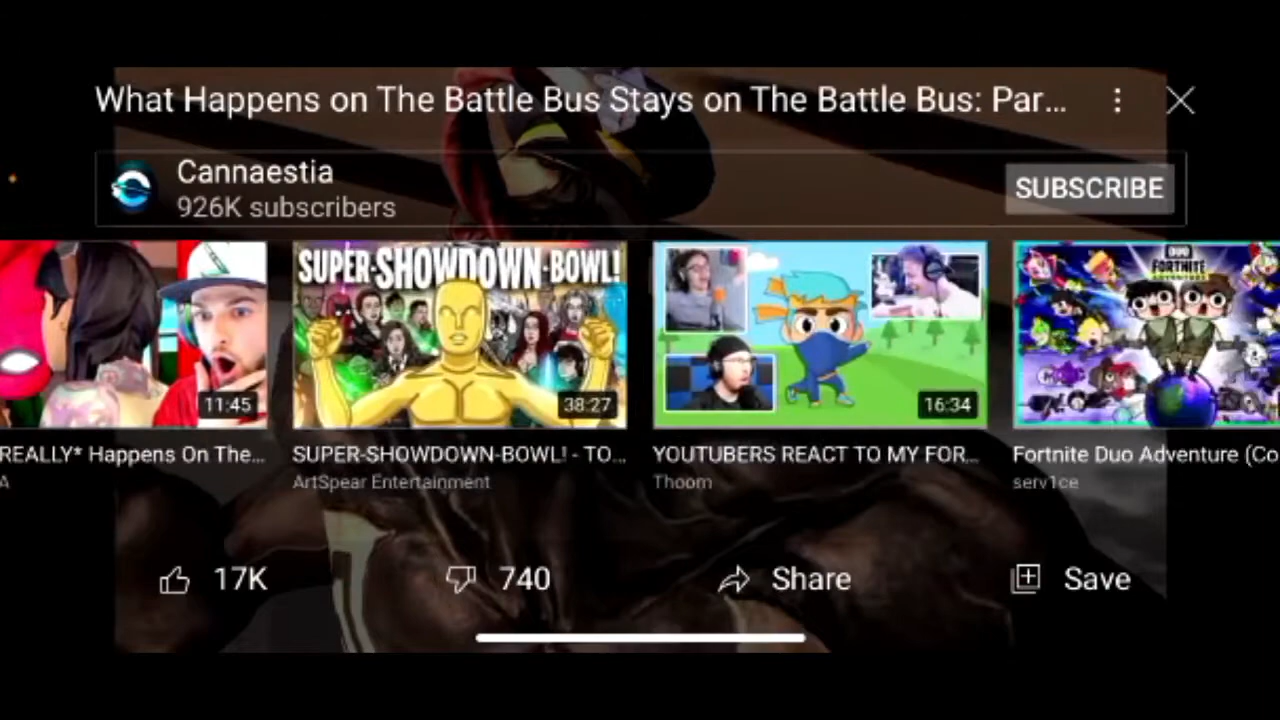 What Happens on The Battle Bus Stays on The Battle Bus: Par...
Cannaestia
926K subscribers
SUBSCRIBE
11:45
SUPER-SHOWDOWN-BOWL!
38:27
16:34
DUO
FORTNITE
REALLY* Happens On The...
A
SUPER-SHOWDOWN-BOWL! - TO...
ArtSpear Entertainment
YOUTUBERS REACT TO MY FOR...
Thoom
Fortnite Duo Adventure (Co
serv1ce
17K
740
Share
Save